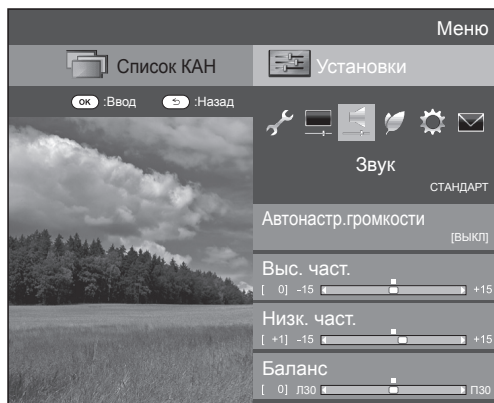 Меню
Список КАН
Установки
OK :Ввод :Назад
Звук
СТАНДАРТ
Автонастр.громкости
[ВЫКЛ]
Выс. част.
[ 0] -15 +15
Низк. част.
[ +1] -15 +15
Баланс
[ 0] Л30 П30